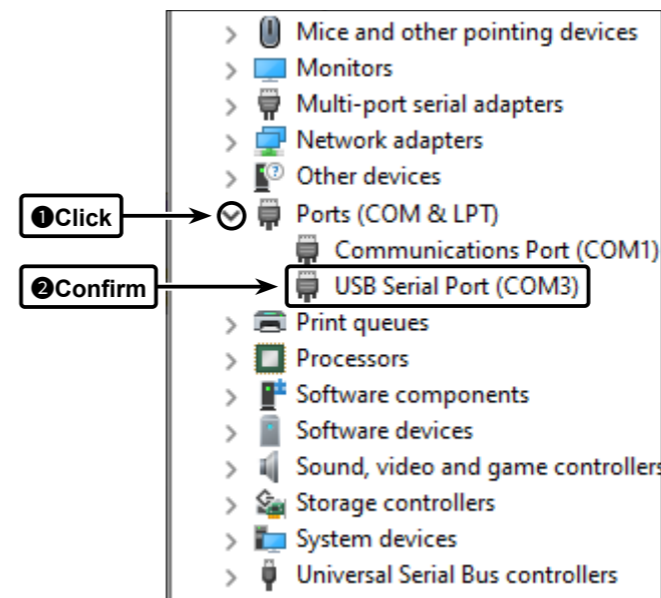 Mice and other pointing devices
Monitors
Multi-port serial adapters
Network adapters
Other devices
❶Click
Ports (COM & LPT)
Communications Port (COM1)
❷Confirm
USB Serial Port (COM3)
Print queues
Processors
Software components
Software devices
Sound, video and game controllers
Storage controllers
System devices
Universal Serial Bus controllers